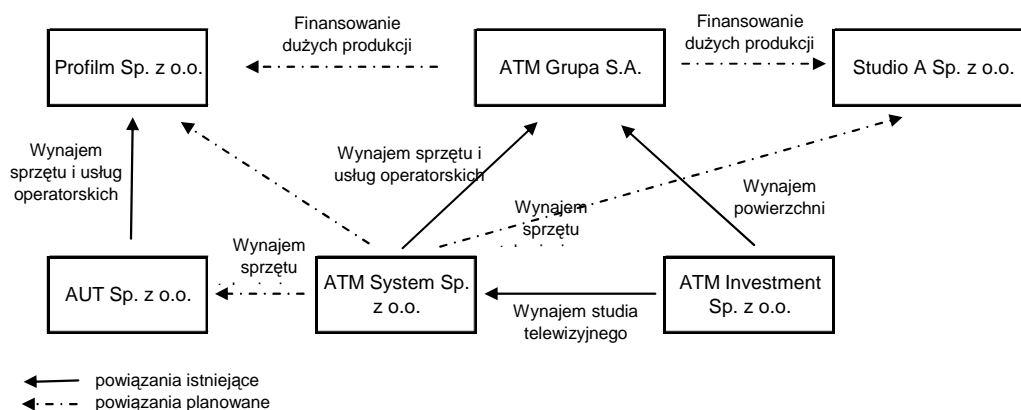 Finansowanie
dużych produkcji
Finansowanie
dużych produkcji
Profilm Sp. z o.o.
ATM Grupa S.A.
Studio A Sp. z o.o.
Wynajem
sprzętu i usług
operatorskich
Wynajem sprzętu i
usług operatorskich
Wynajem
sprzętu
Wynajem
powierzchni
Wynajem
sprzętu
AUT Sp. z o.o.
ATM System Sp.
z o.o.
Wynajem studia
telewizyjnego
ATM Investment
Sp. z o.o.
powiązania istniejące
powiązania planowane